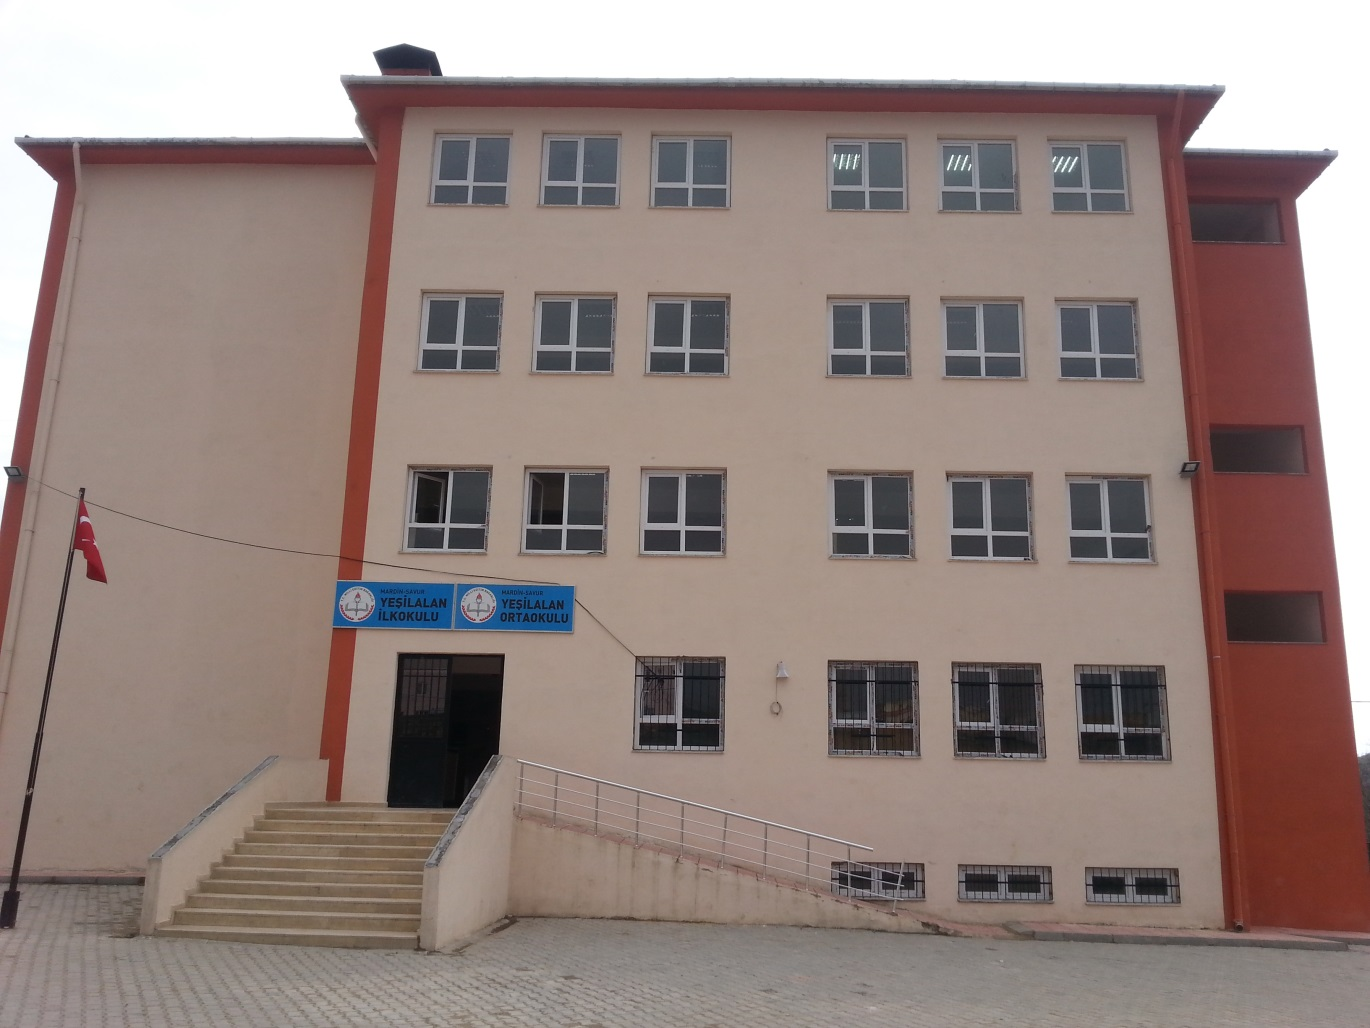 MARDİN-SAVUR
YEŞİLALAN
İLKOKULU
MARDİN-SAVUR
YEŞİLALAN
ORTAOKULU